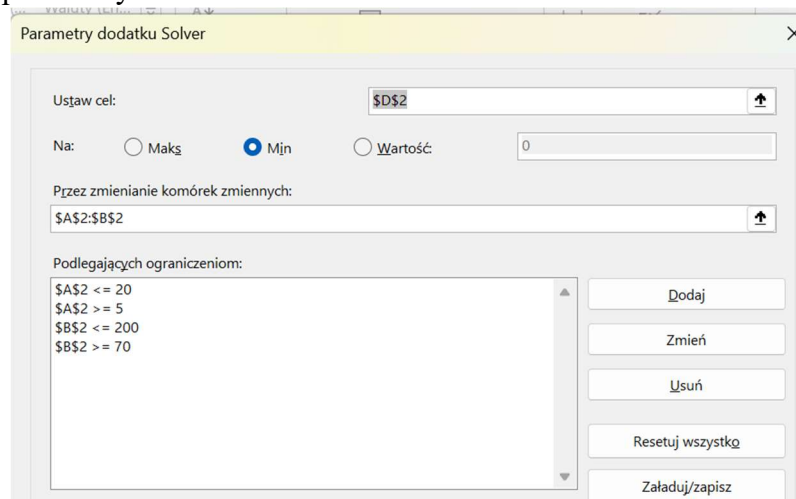 Parametry dodatku Solver
Ustaw cel: $D$2
Na: Maks Min Wartość: 0
Przez zmienianie komórek zmiennych:
$A$2:$B$2
Podlegających ograniczeniom:
$A$2 <= 20
$A$2 >= 5
$B$2 <= 200
$B$2 >= 70
Dodaj
Zmień
Usuń
Resetuj wszystko
Załaduj/zapisz